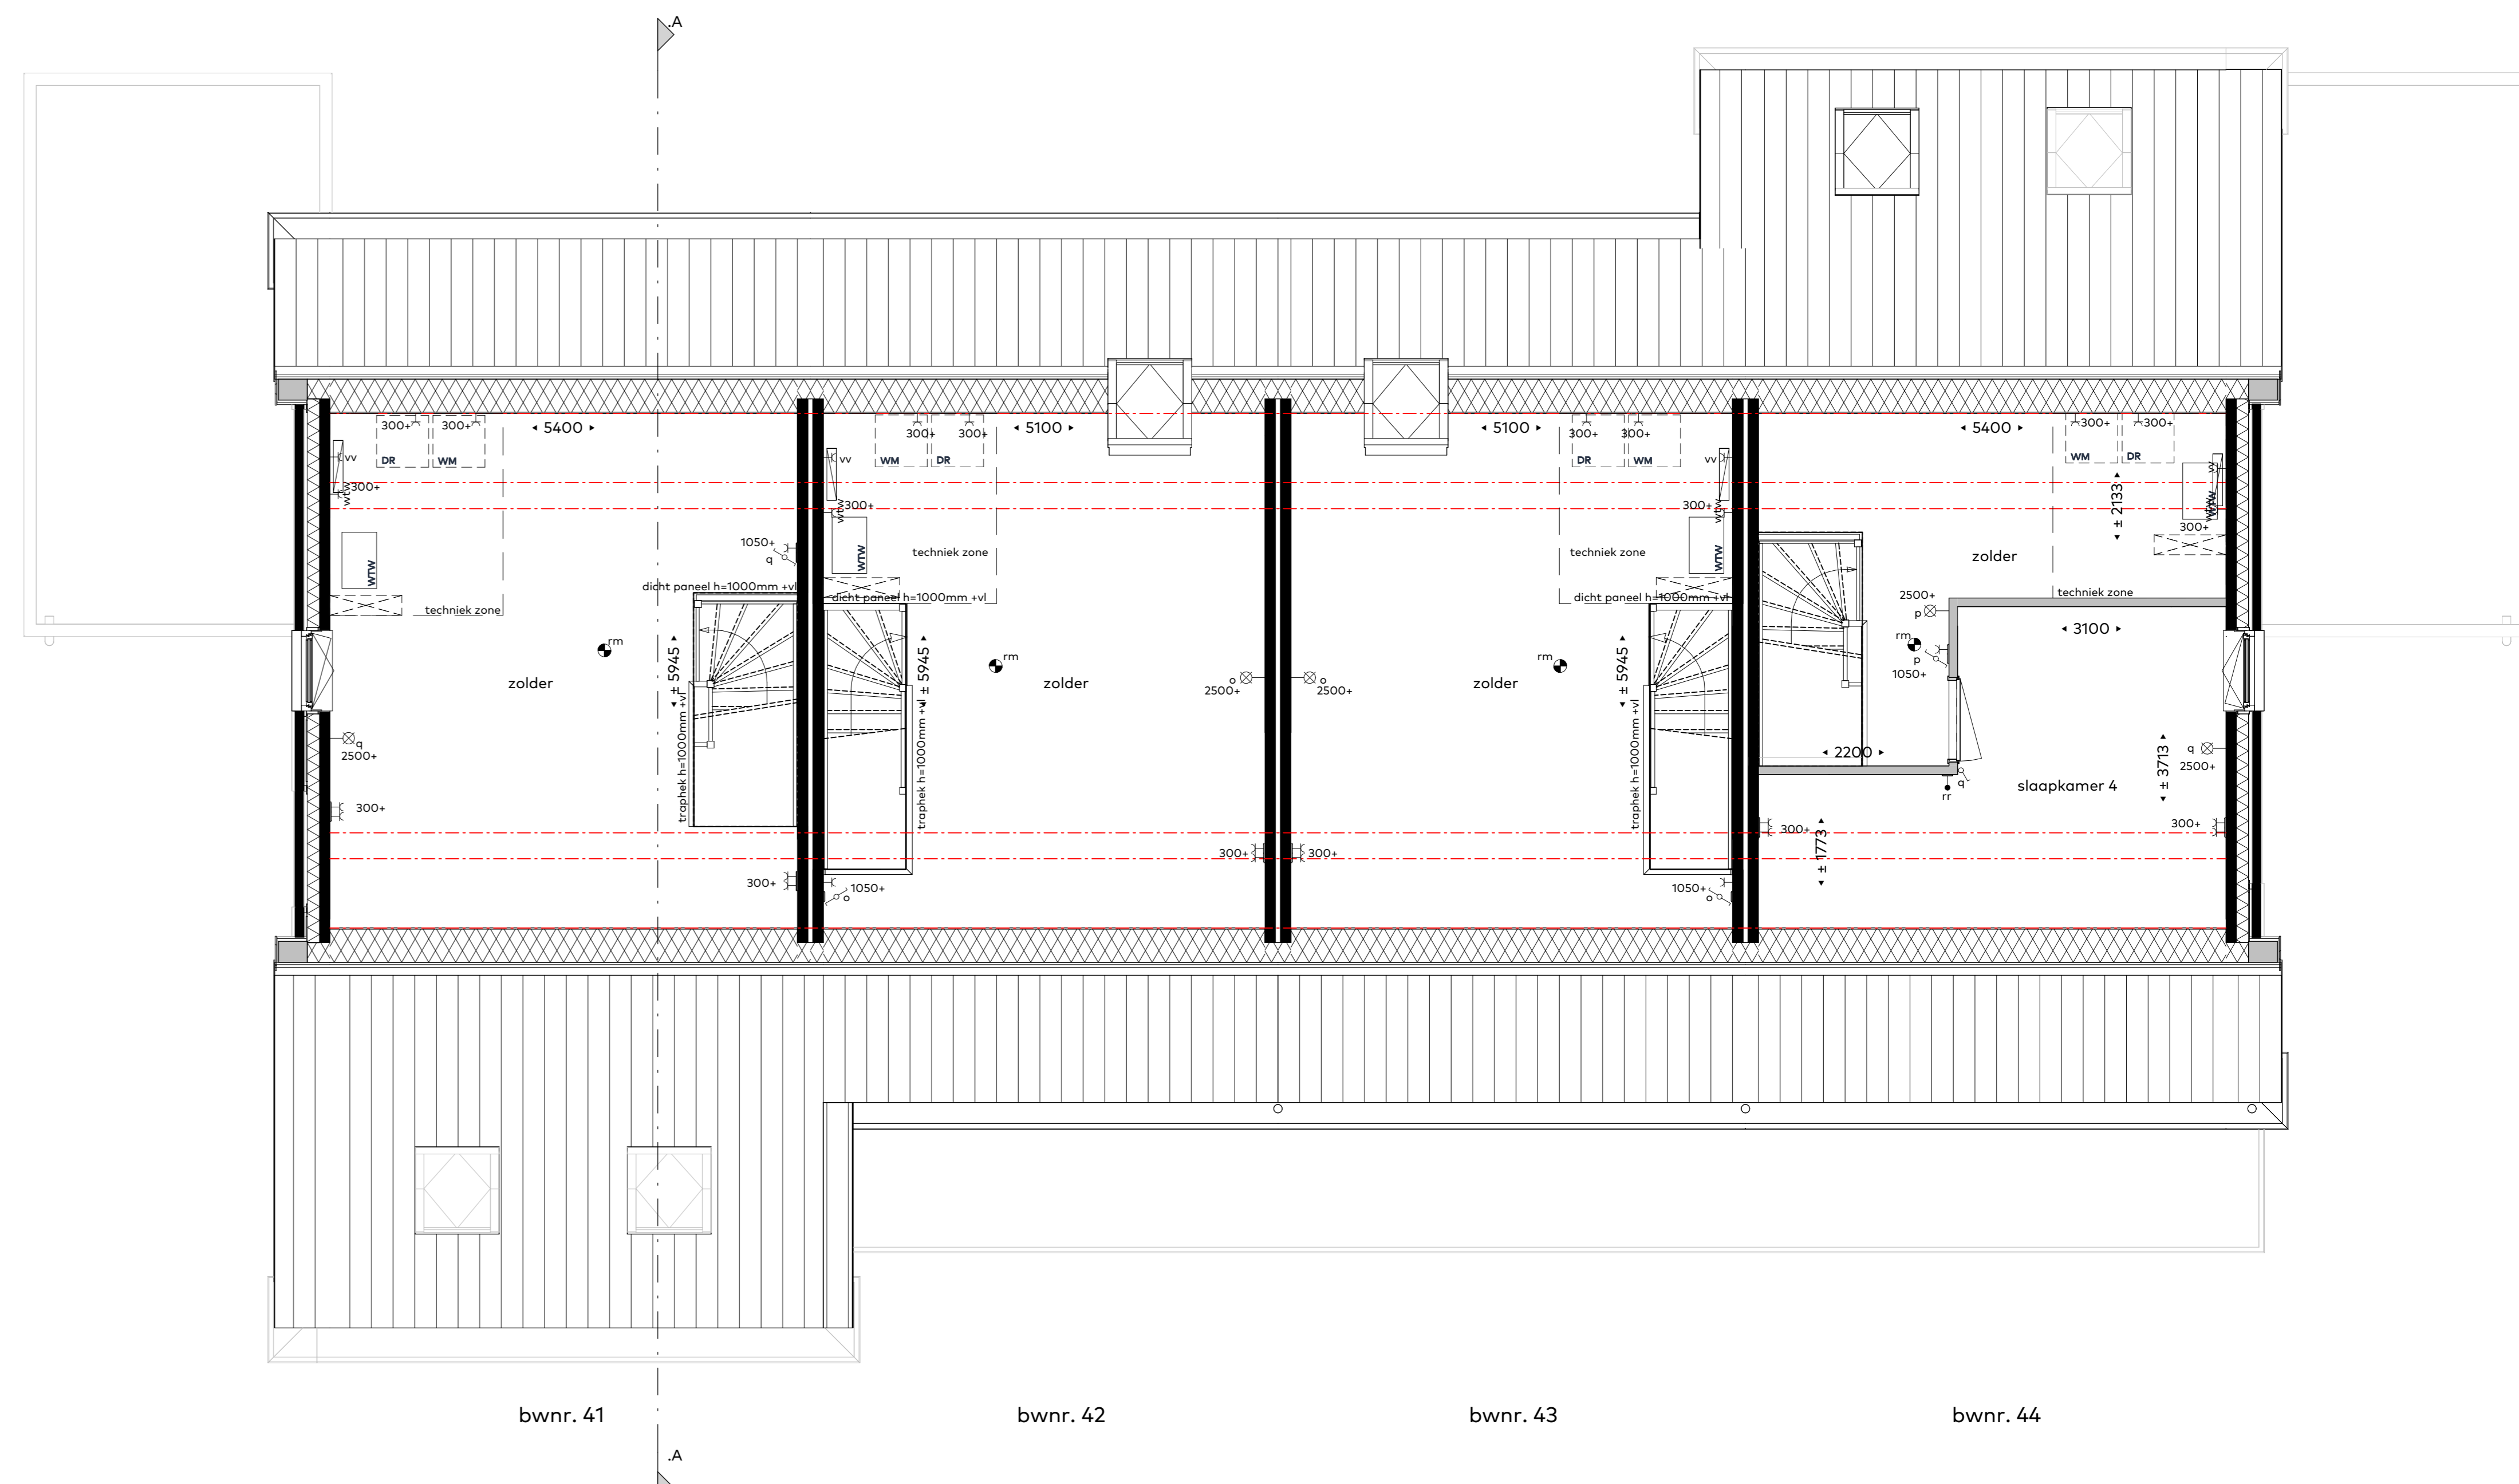 .A
300+ 300+
DR WM
5400
vv
wtw 300+
WTW
techniek zone
1050+
q
dicht paneel h=1000mm +vl
rm
zolder
± 5945
traphek h=1000mm +vl
q
2500+
300+
300+
300+ 300+
WM DR
5100
vv
wtw 300+
WTW
techniek zone
dicht paneel h=1000mm +vl
rm
zolder
± 5945
traphek h=1000mm +vl
o
2500+
300+
1050+
o
5100
300+ 300+
DR WM
vv
300+ wtw
WTW
techniek zone
dicht paneel h=1000mm +vl
rm
zolder
± 5945
traphek h=1000mm +vl
o
2500+
300+
1050+
o
5400
300+ 300+
WM DR
± 2133
WTW
300+
zolder
techniek zone
2500+
p
rm
p
1050+
3100
2200
q
rr
slaapkamer 4
± 3713
q
2500+
300+
± 1773
300+
bwnr. 41 bwnr. 42 bwnr. 43 bwnr. 44
.A